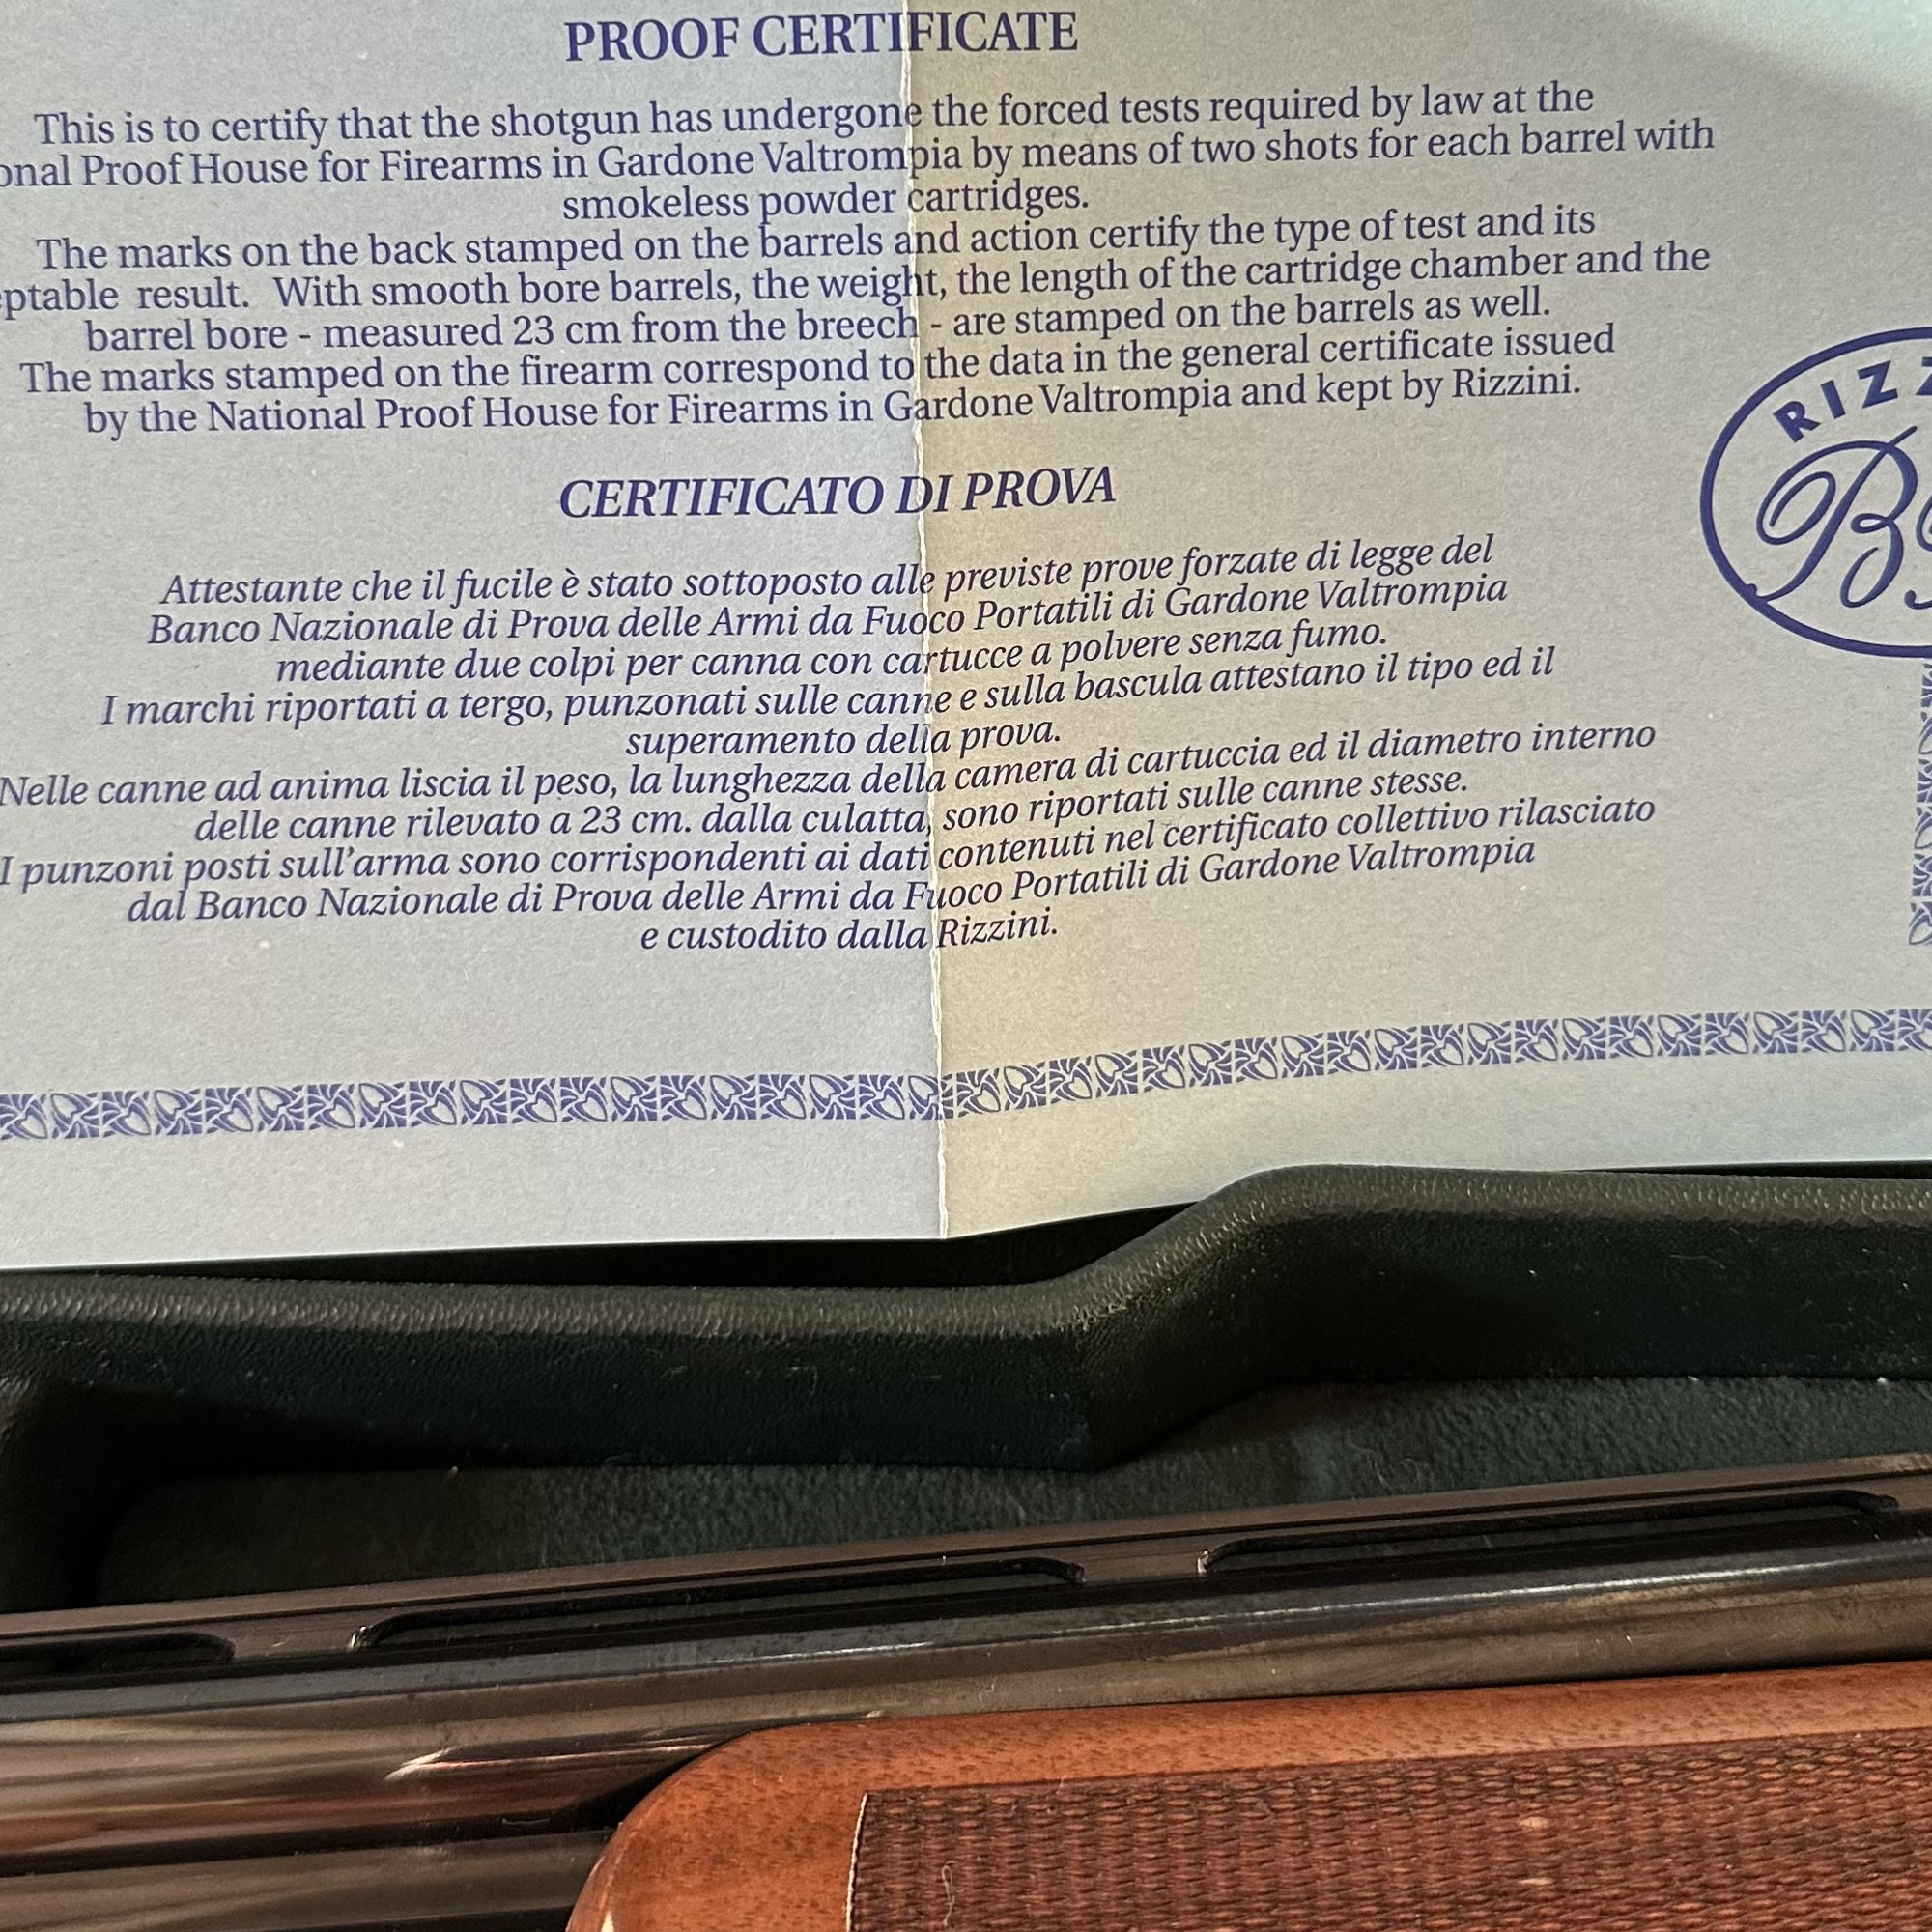 PROOF CERTIFICATE
This is to certify that the shotgun has undergone the forced tests required by law at the
Proof House for Firearms in Gardone Valtrompia by means of two shots for each barrel with
smokeless powder cartridges.
The marks on the back stamped on the barrels and action certify the type of test and its
result. With smooth bore barrels, the weight, the length of the cartridge chamber and the
barrel bore - measured 23 cm from the breech - are stamped on the barrels as well.
The marks stamped on the firearm correspond to the data in the general certificate issued
by the National Proof House for Firearms in Gardone Valtrompia and kept by Rizzini.
CERTIFICATO DI PROVA
Attestante che il fucile è stato sottoposto alle previste prove forzate di legge del
Banco Nazionale di Prova delle Armi da Fuoco Portatili di Gardone Valtrompia
mediante due colpi per canna con cartucce a polvere senza fumo.
I marchi riportati a tergo, punzonati sulle canne e sulla bascula attestano il tipo ed il
superamento della prova.
Nelle canne ad anima liscia il peso, la lunghezza della camera di cartuccia ed il diametro interno
delle canne rilevato a 23 cm. dalla culatta, sono riportati sulle canne stesse.
I punzoni posti sull'arma sono corrispondenti ai dati contenuti nel certificato collettivo rilasciato
dal Banco Nazionale di Prova delle Armi da Fuoco Portatili di Gardone Valtrompia
e custodito dalla Rizzini.